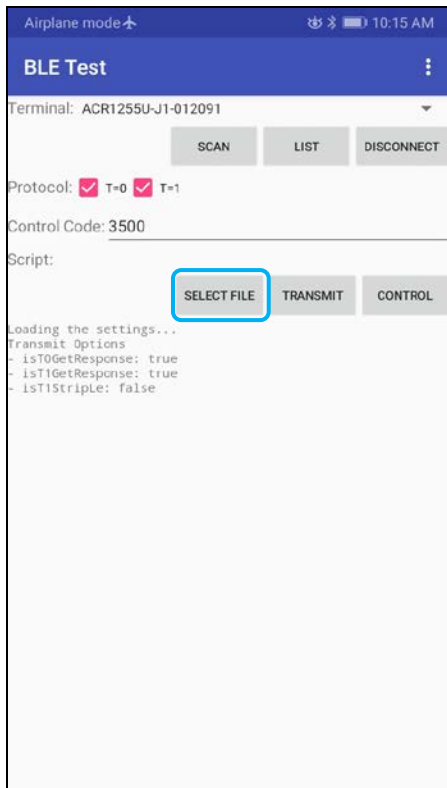 Airplane mode 10:15 AM
BLE Test
Terminal: ACR1255U-J1-012091
SCAN LIST DISCONNECT
Protocol: T=0 T=1
Control Code: 3500
Script:
SELECT FILE TRANSMIT CONTROL
Loading the settings...
Transmit Options
- isT0GetResponse: true
- isT1GetResponse: true
- isT1StripLe: false